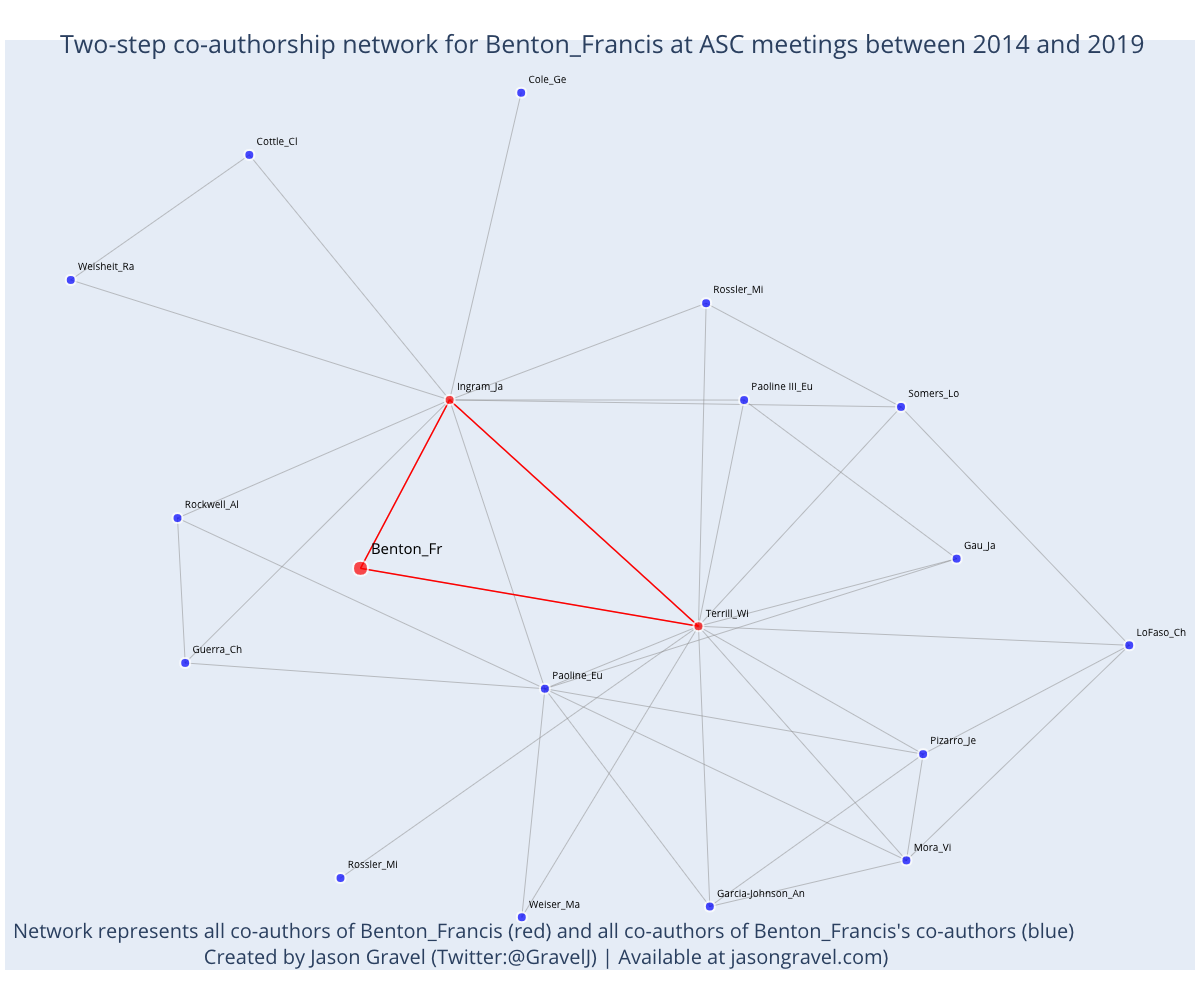 Two-step co-authorship network for Benton_Francis at ASC meetings between 2014 and 2019
Cole_Ge
Cottle_Cl
Weisheit_Ra
Rossler_Mi
Ingram_Ja
Paoline III_Eu
Somers_Lo
Rockwell_Al
Benton_Fr
Gau_Ja
Terrill_Wi
LoFaso_Ch
Guerra_Ch
Paoline_Eu
Pizarro_Je
Mora_Vi
Rossler_Mi
Garcia-Johnson_An
Weiser_Ma
Network represents all co-authors of Benton_Francis (red) and all co-authors of Benton_Francis's co-authors (blue)
Created by Jason Gravel (Twitter:@GravelJ) | Available at jasongravel.com)